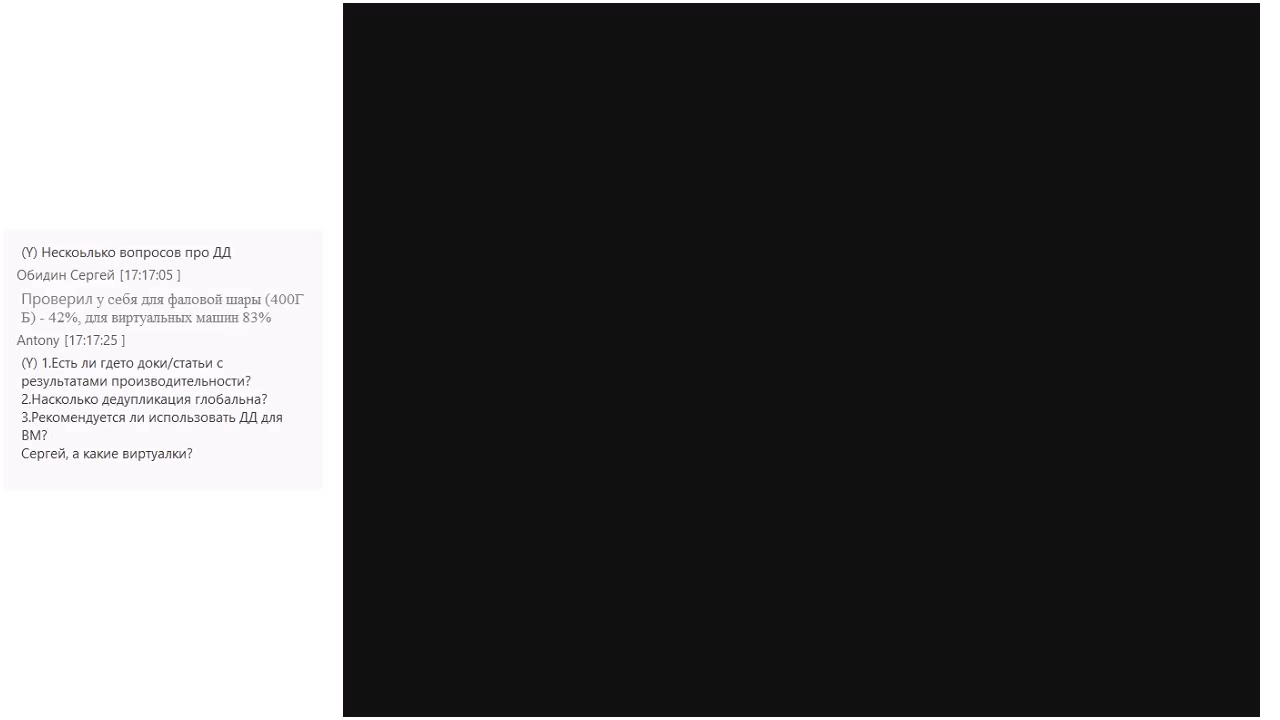 (Y) Нескоьлько вопросов про ДД
Обидин Сергей [17:17:05 ]
Проверил у себя для фаловой шары (400Г
Б) - 42%, для виртуальных машин 83%
Antony [17:17:25 ]
(Y) 1.Есть ли гдето доки/статьи с
результатами производительности?
2.Насколько дедупликация глобальна?
3.Рекомендуется ли использовать ДД для
ВМ?
Сергей, а какие виртуалки?